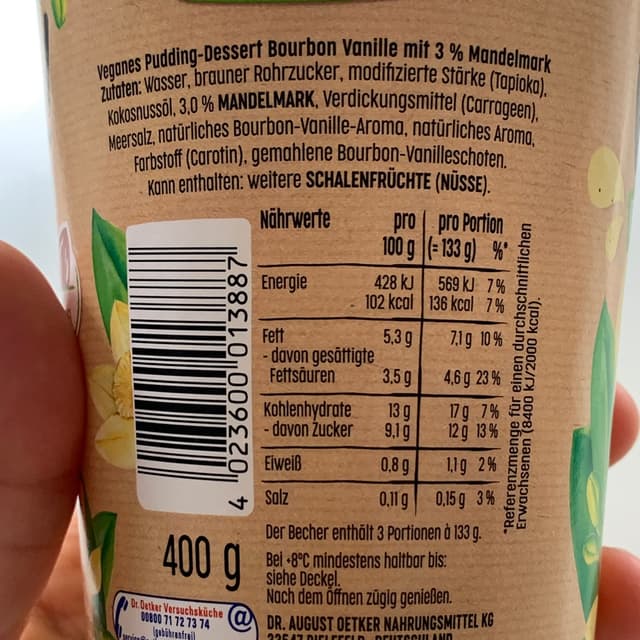 Veganes Pudding-Dessert Bourbon Vanille mit 3 % Mandelmark
Zutaten: Wasser, brauner Rohrzucker, modifizierte Stärke (Tapioka),
Kokosnussöl, 3,0 % MANDELMARK, Verdickungsmittel (Carrageen),
Meersalz, natürliches Bourbon-Vanille-Aroma, natürliches Aroma,
Farbstoff (Carotin), gemahlene Bourbon-Vanilleschoten.
Kann enthalten: weitere SCHALENFRÜCHTE (NÜSSE).
Nährwerte pro 100 g pro Portion (= 133 g) %*
Energie 428 kJ 569 kJ 7 %
102 kcal 136 kcal 7 %
Fett 5,3 g 7,1 g 10 %
- davon gesättigte
Fettsäuren 3,5 g 4,6 g 23 %
Kohlenhydrate 13 g 17 g 7 %
- davon Zucker 9,1 g 12 g 13 %
Eiweiß 0,8 g 1,1 g 2 %
Salz 0,11 g 0,15 g 3 %
*Referenzmenge für einen durchschnittlichen
Erwachsenen (8400 kJ/2000 kcal).
4 023600 013887
Der Becher enthält 3 Portionen à 133 g.
400 g
Bei +8°C mindestens haltbar bis:
siehe Deckel.
Nach dem Öffnen zügig genießen.
Dr. Oetker Versuchsküche
00800 71 72 73 74
(gebührenfrei)
@
DR. AUGUST OETKER NAHRUNGSMITTEL KG
33547 BIELEFELD · DEUTSCHLAND